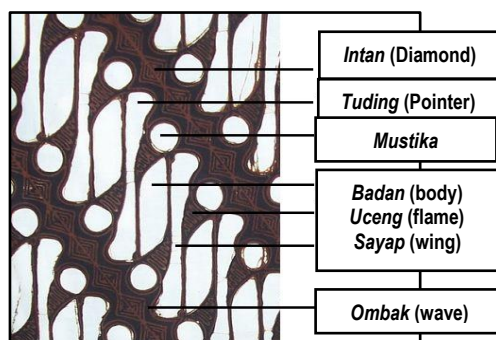 Intan (Diamond)
Tuding (Pointer)
Mustika
Badan (body)
Uceng (flame)
Sayap (wing)
Ombak (wave)